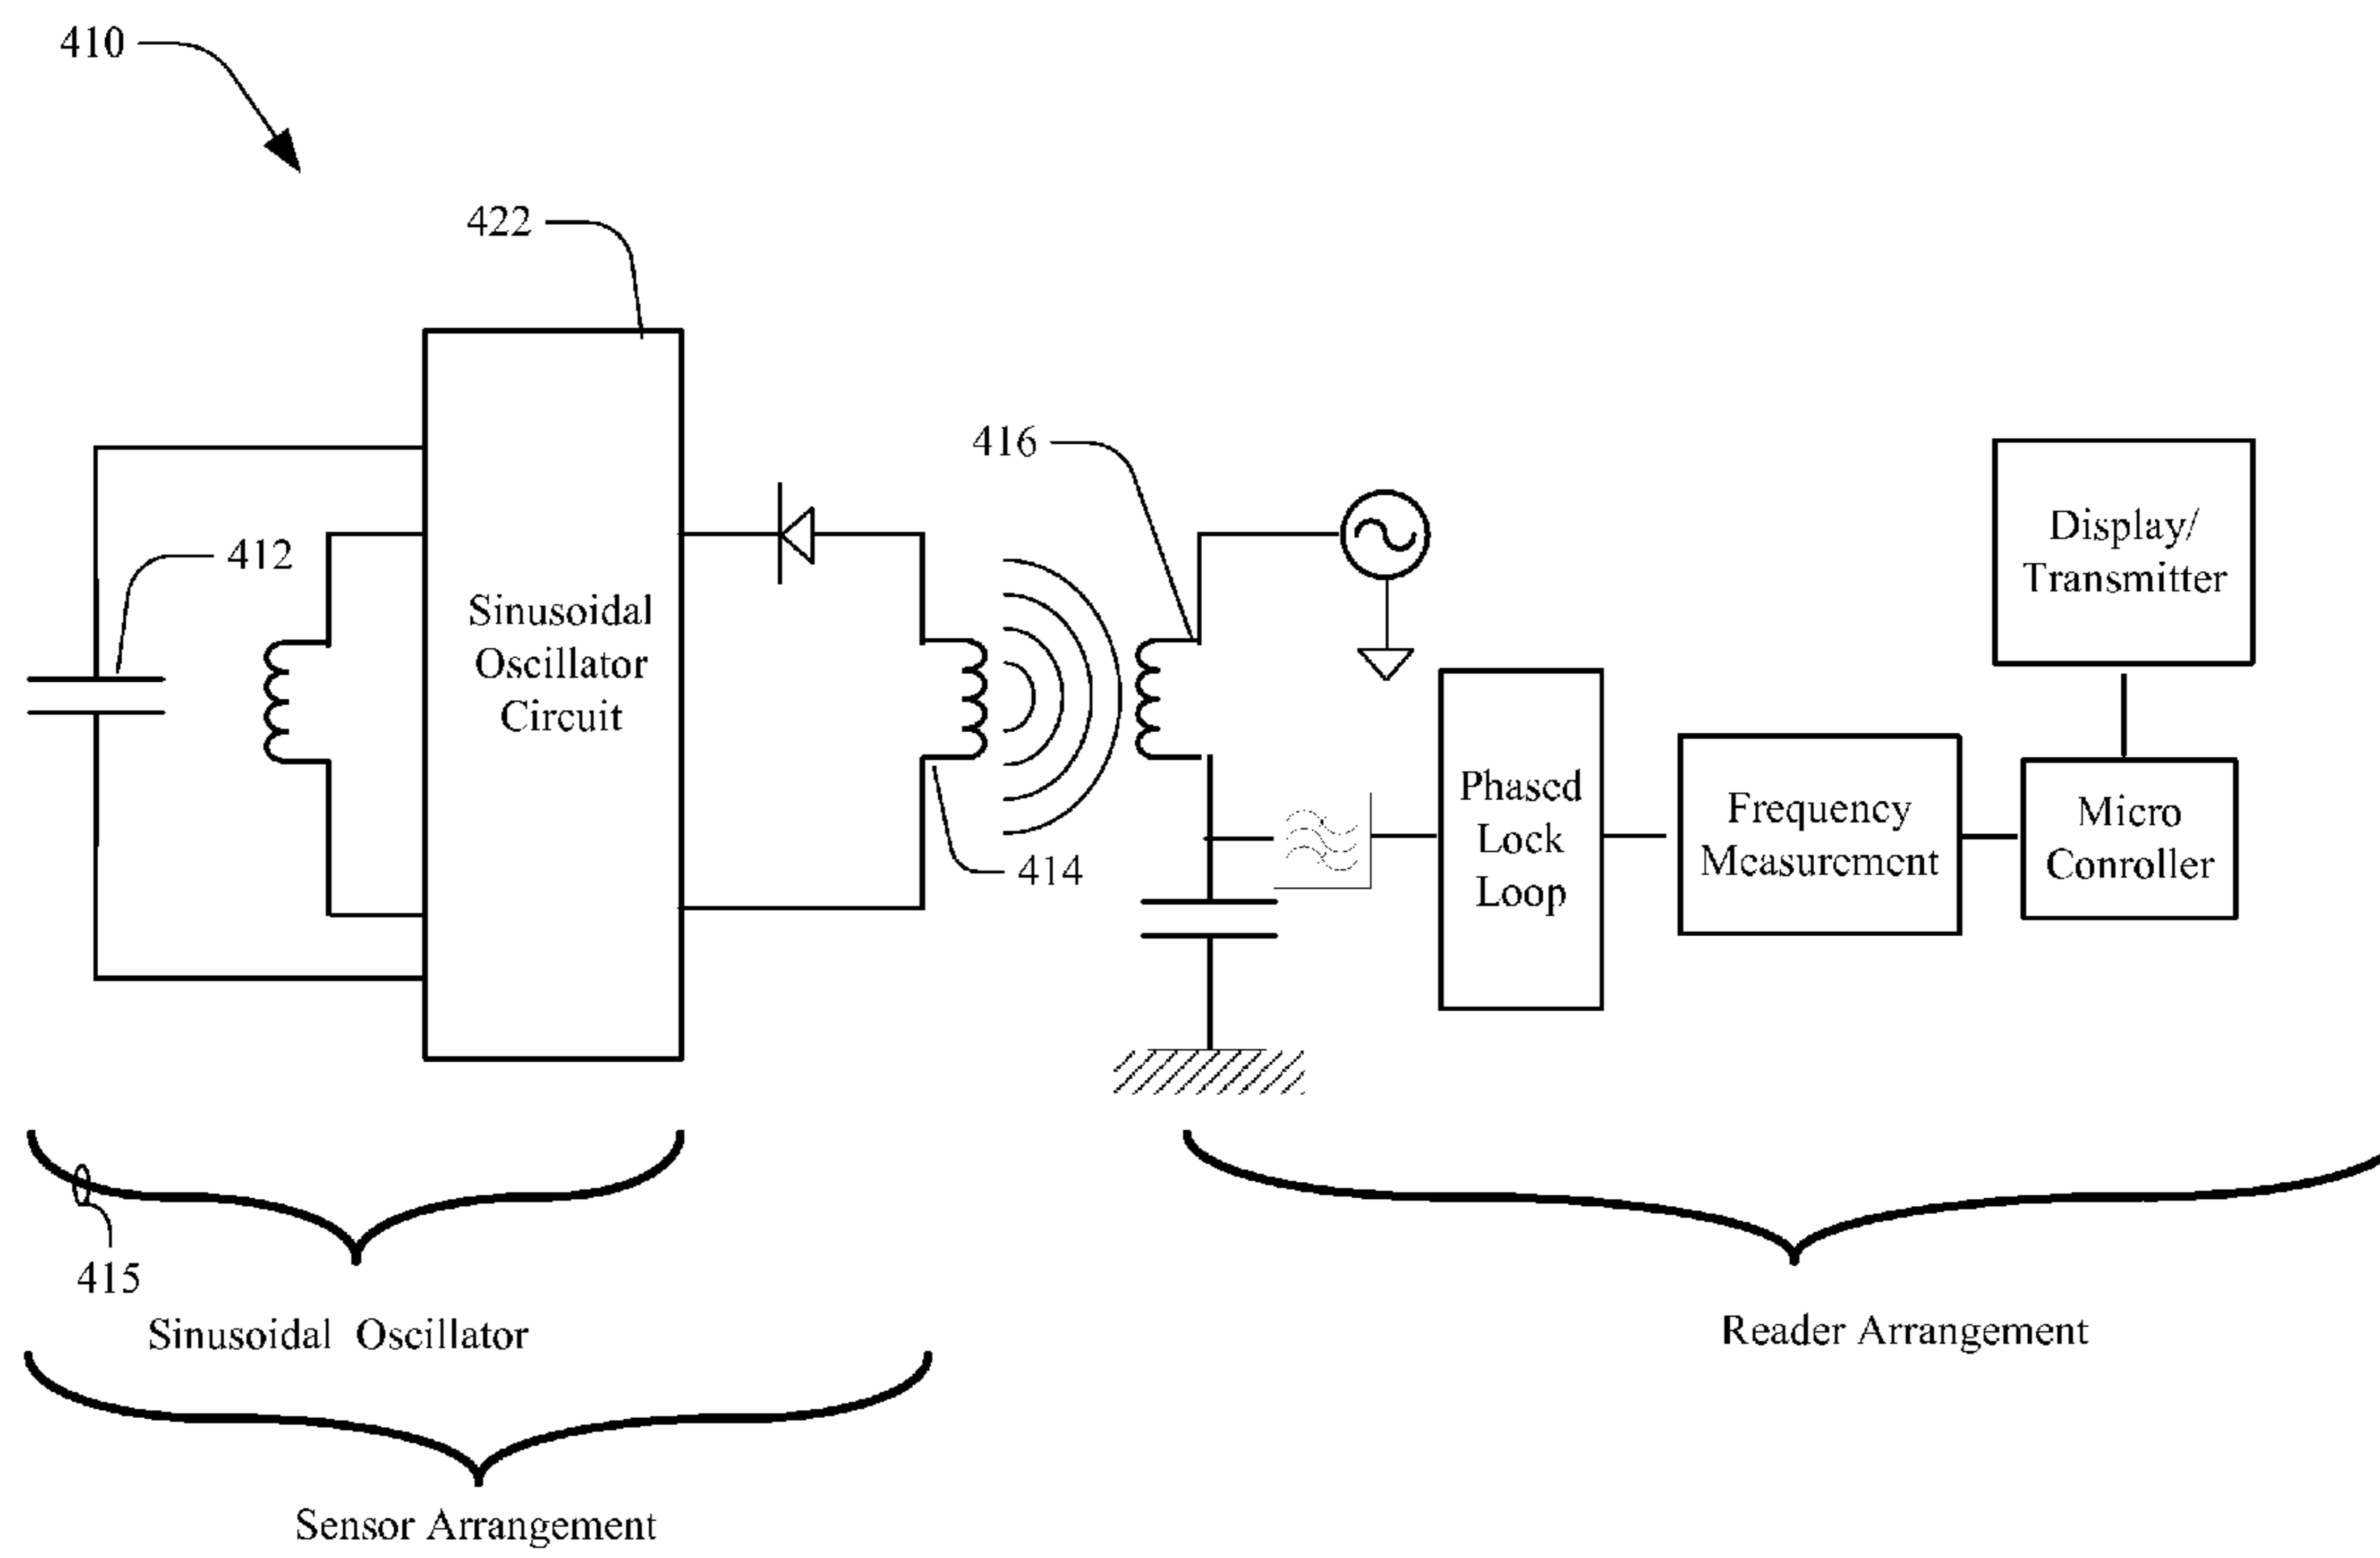 410
422
416
412
Sinusoidal
Oscillator
Circuit
Display/
Transmitter
Phased
Lock
Loop
Frequency
Measurement
Micro
Conroller
414
415
Sinusoidal Oscillator
Reader Arrangement
Sensor Arrangement